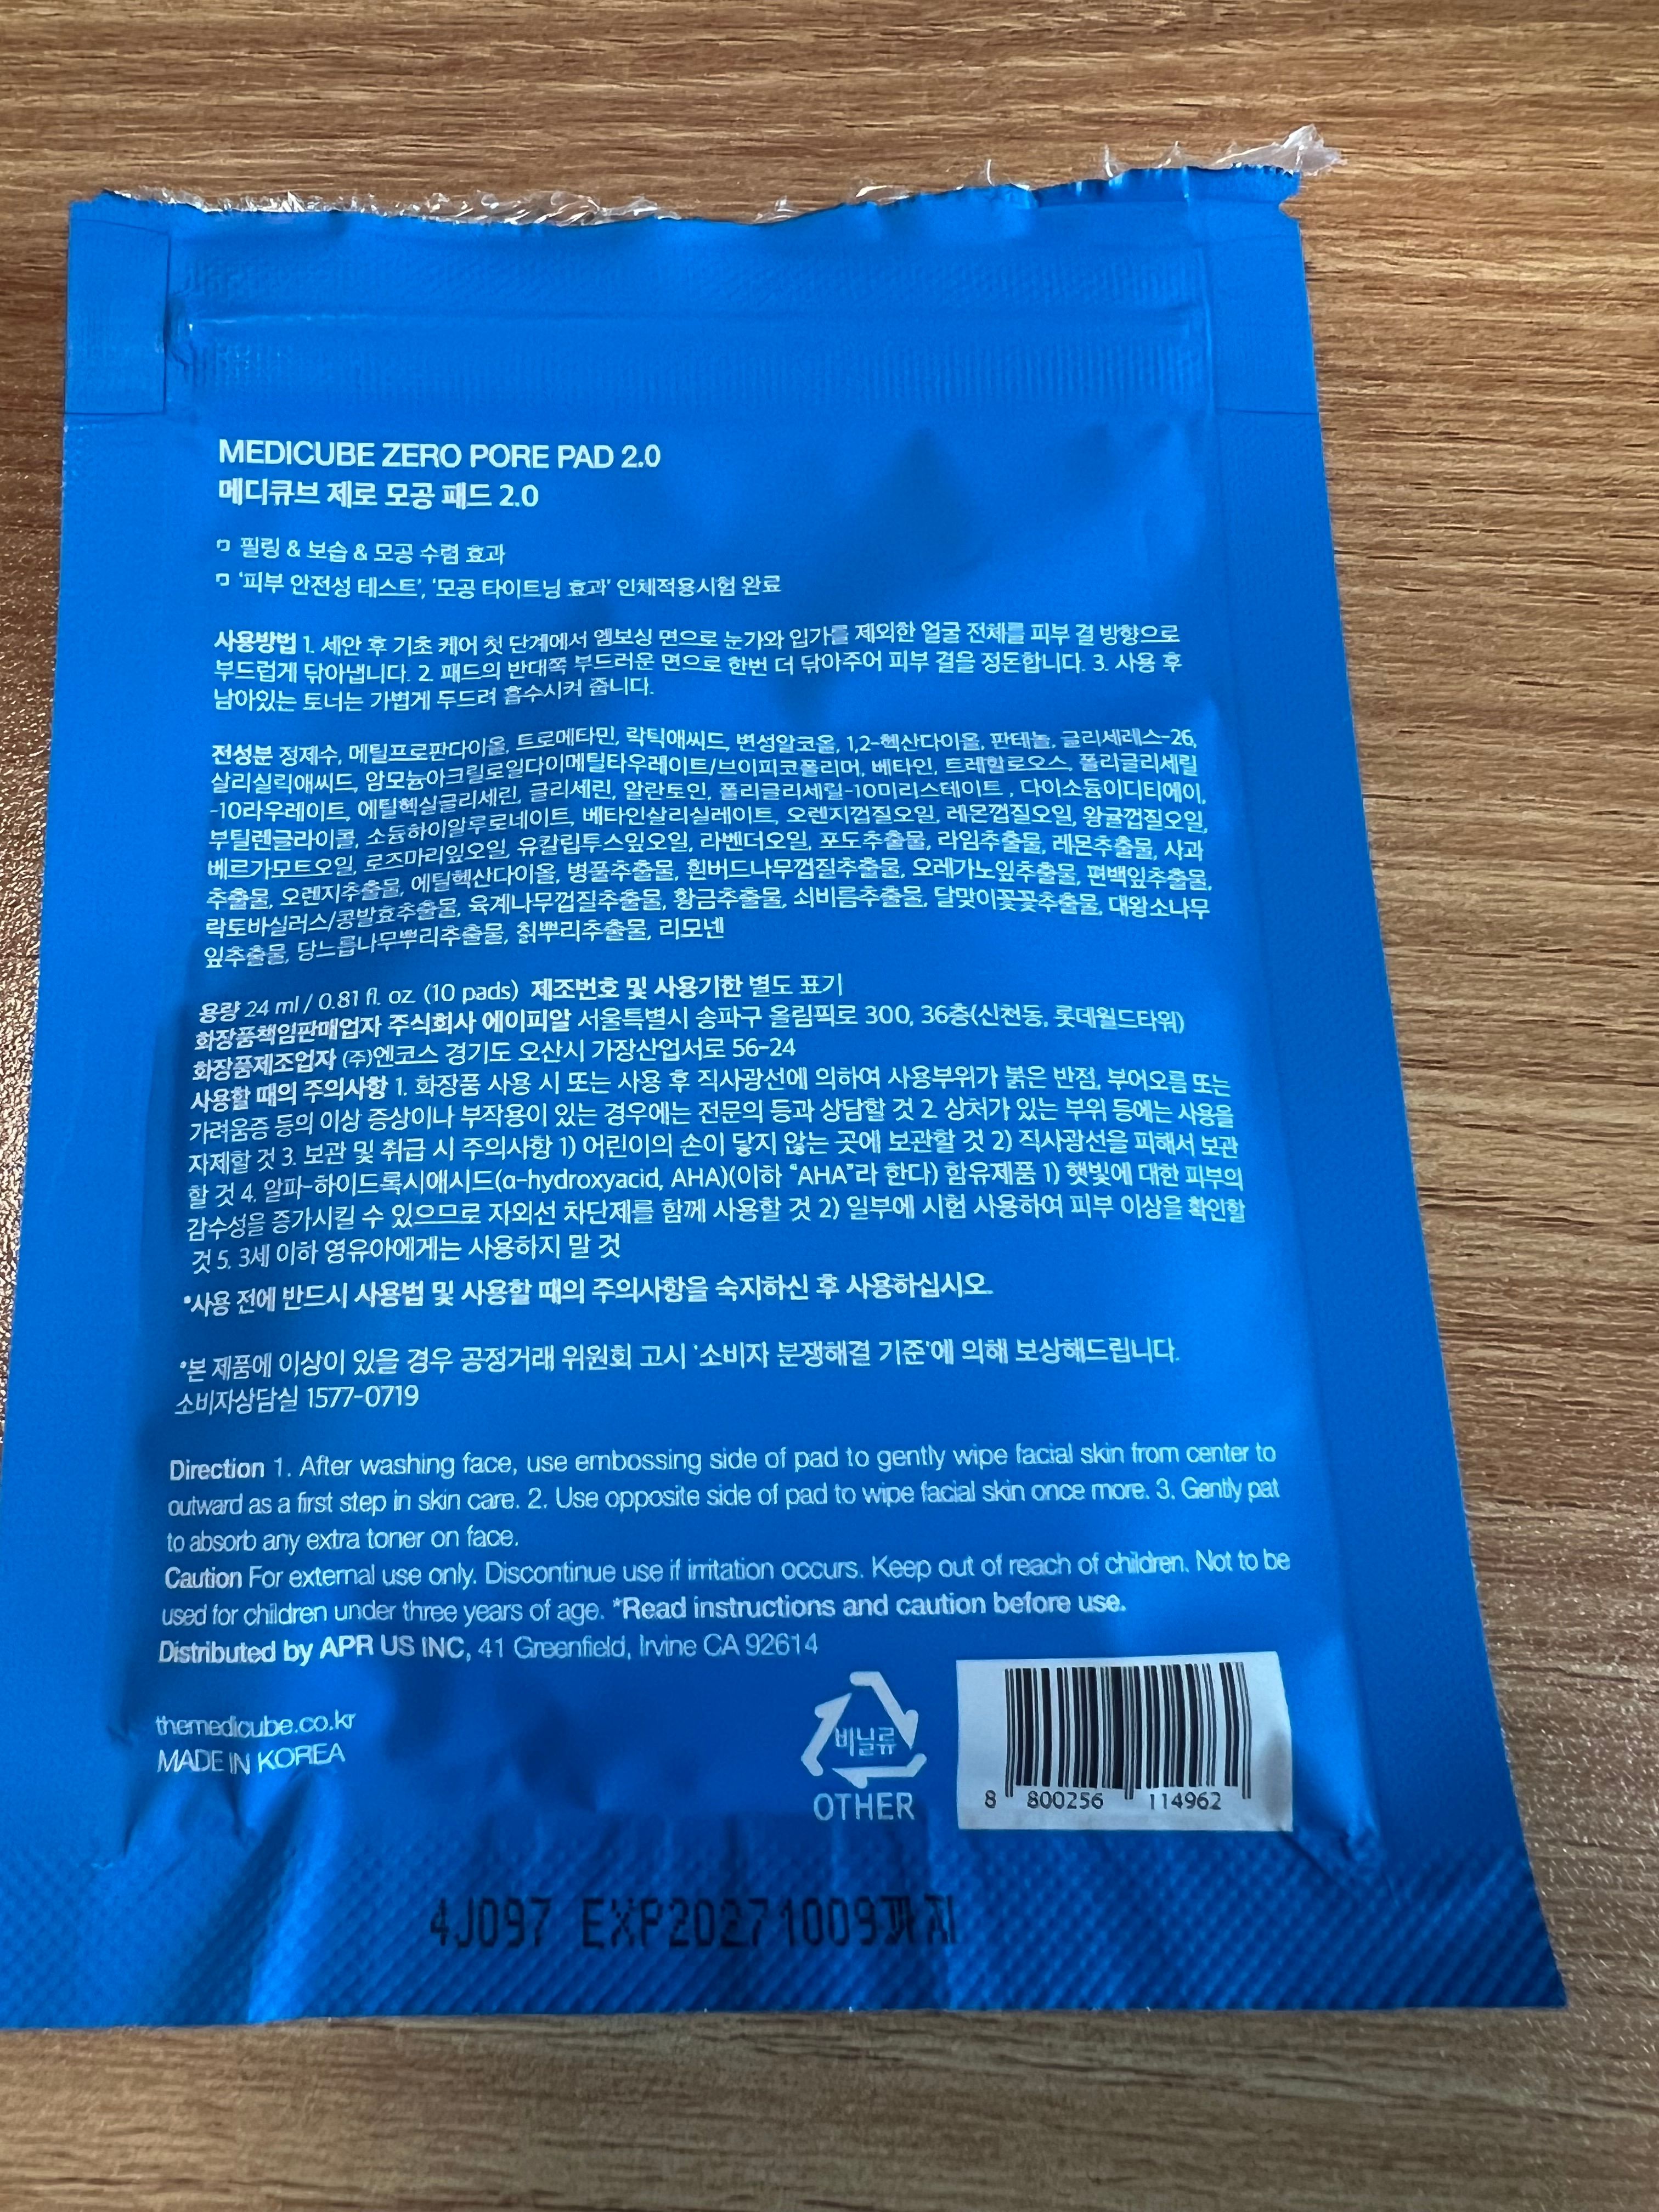 MEDICUBE ZERO PORE PAD 2.0
메디큐브 제로 모공 패드 2.0
필링 & 보습 & 모공 수렴 효과
'피부 안전성 테스트', '모공 타이트닝 효과' 인체적용시험 완료
사용방법 1. 세안 후 기초 케어 첫 단계에서 엠보싱 면으로 눈가와 입가를 제외한 얼굴 전체를 피부 결 방향으로
부드럽게 닦아냅니다. 2. 패드의 반대쪽 부드러운 면으로 한번 더 닦아주어 피부 결을 정돈합니다. 3. 사용 후
남아있는 토너는 가볍게 두드려 흡수시켜 줍니다.
전성분 정제수, 메틸프로판다이올, 트로메타민, 락틱애씨드, 변성알코올, 1,2-헥산다이올, 판테놀, 글리세레스-26,
살리실릭애씨드, 암모늄아크릴로일다이메틸타우레이트/브이피코폴리머, 베타인, 트레할로오스, 폴리글리세릴
-10라우레이트, 에틸헥실글리세린, 글리세린, 알란토인, 폴리글리세릴-10미리스테이트, 다이소듐이디티에이,
부틸렌글라이콜, 소듐하이알루로네이트, 베타인살리실레이트, 오렌지껍질오일, 레몬껍질오일, 왕귤껍질오일,
베르가모트오일, 로즈마리잎오일, 유칼립투스잎오일, 라벤더오일, 포도추출물, 라임추출물, 레몬추출물, 사과
추출물, 오렌지추출물, 에틸헥산다이올, 병풀추출물, 흰버드나무껍질추출물, 오레가노잎추출물, 편백잎추출물,
락토바실러스/콩발효추출물, 육계나무껍질추출물, 황금추출물, 쇠비름추출물, 달맞이꽃꽃추출물, 대왕소나무
잎추출물, 당느릅나무뿌리추출물, 칡뿌리추출물, 리모넨
용량 24 ml / 0.81 fl. oz. (10 pads) 제조번호 및 사용기한 별도 표기
화장품책임판매업자 주식회사 에이피알 서울특별시 송파구 올림픽로 300, 36층(신천동, 롯데월드타워)
화장품제조업자 (주)엔코스 경기도 오산시 가장산업서로 56-24
사용할 때의 주의사항 1. 화장품 사용 시 또는 사용 후 직사광선에 의하여 사용부위가 붉은 반점, 부어오름 또는
가려움증 등의 이상 증상이나 부작용이 있는 경우에는 전문의 등과 상담할 것 2. 상처가 있는 부위 등에는 사용을
자제할 것 3. 보관 및 취급 시 주의사항 1) 어린이의 손이 닿지 않는 곳에 보관할 것 2) 직사광선을 피해서 보관
할 것 4. 알파-하이드록시애시드(α-hydroxyacid, AHA)(이하 "AHA"라 한다) 함유제품 1) 햇빛에 대한 피부의
감수성을 증가시킬 수 있으므로 자외선 차단제를 함께 사용할 것 2) 일부에 시험 사용하여 피부 이상을 확인할
것 5. 3세 이하 영유아에게는 사용하지 말 것
*사용 전에 반드시 사용법 및 사용할 때의 주의사항을 숙지하신 후 사용하십시오.
*본 제품에 이상이 있을 경우 공정거래 위원회 고시 '소비자 분쟁해결 기준'에 의해 보상해드립니다.
소비자상담실 1577-0719
Direction 1. After washing face, use embossing side of pad to gently wipe facial skin from center to
outward as a first step in skin care. 2. Use opposite side of pad to wipe facial skin once more. 3. Gently pat
to absorb any extra toner on face.
Caution For external use only. Discontinue use if irritation occurs. Keep out of reach of children. Not to be
used for children under three years of age. *Read instructions and caution before use.
Distributed by APR US INC, 41 Greenfield, Irvine CA 92614
themedicube.co.kr
MADE IN KOREA
비닐류
OTHER
8 800256 114962
4J097 EXP20271009까지